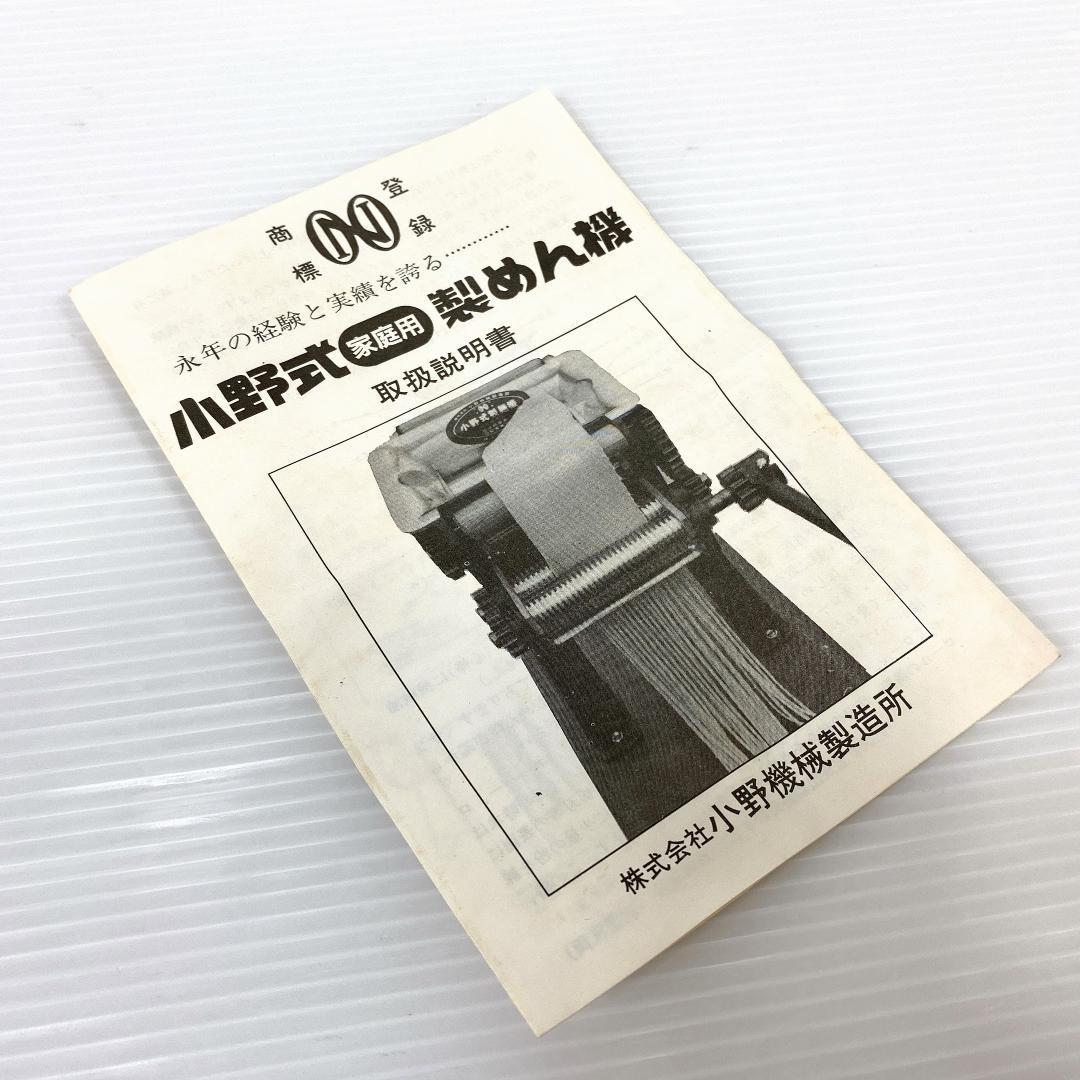 登録
商標
永年の経験と実績を誇る…………
小野式 家庭用 製めん機
取扱説明書
小野式製麺機
株式会社小野機械製造所